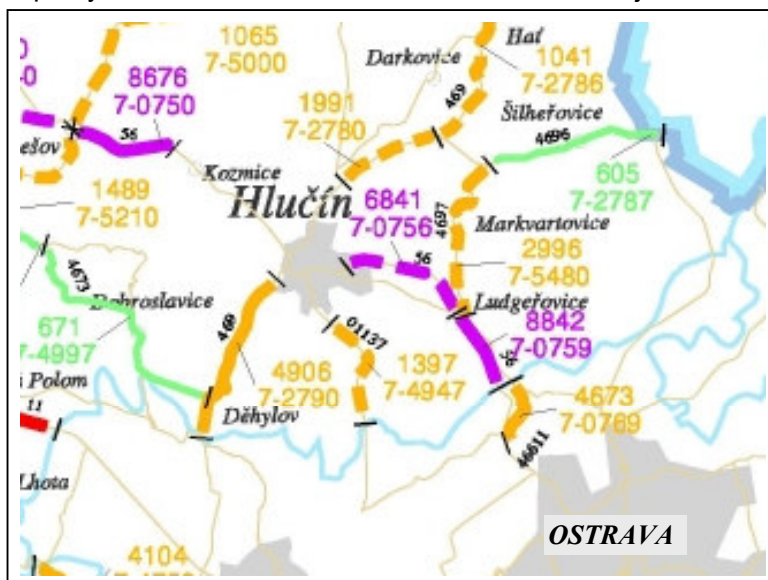 1065
7-5000
8676
7-0750
56
Darkovice
Hať
1041
7-2786
469
1991
7-2780
Šilheřovice
4696
605
7-2787
ešov
Kozmice
1489
7-5210
Hlučín
6841
7-0756
56
4697
Markvartovice
2996
7-5480
4673
Dobroslavice
Ludgeřovice
671
7-4997
469
01137
8842
7-0759
56
Polom
11
4906
7-2790
1397
7-4947
4673
7-0769
Děhylov
46611
Lhota
OSTRAVA
4104